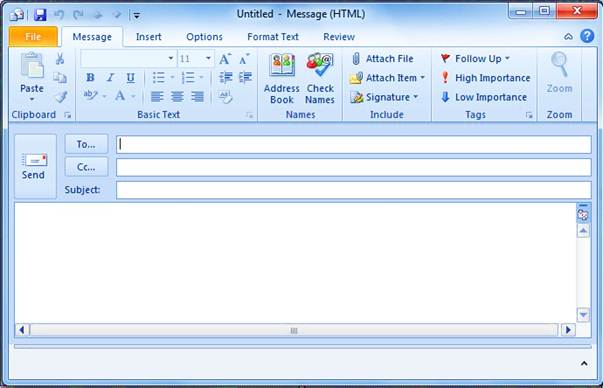 Untitled - Message (HTML)
File Message Insert Options Format Text Review
11 A A Attach File Follow Up
Paste B I U Address Book Check Names Attach Item High Importance Zoom
ab A Signature Low Importance
Clipboard Basic Text Names Include Tags Zoom
To...
Send Cc...
Subject: